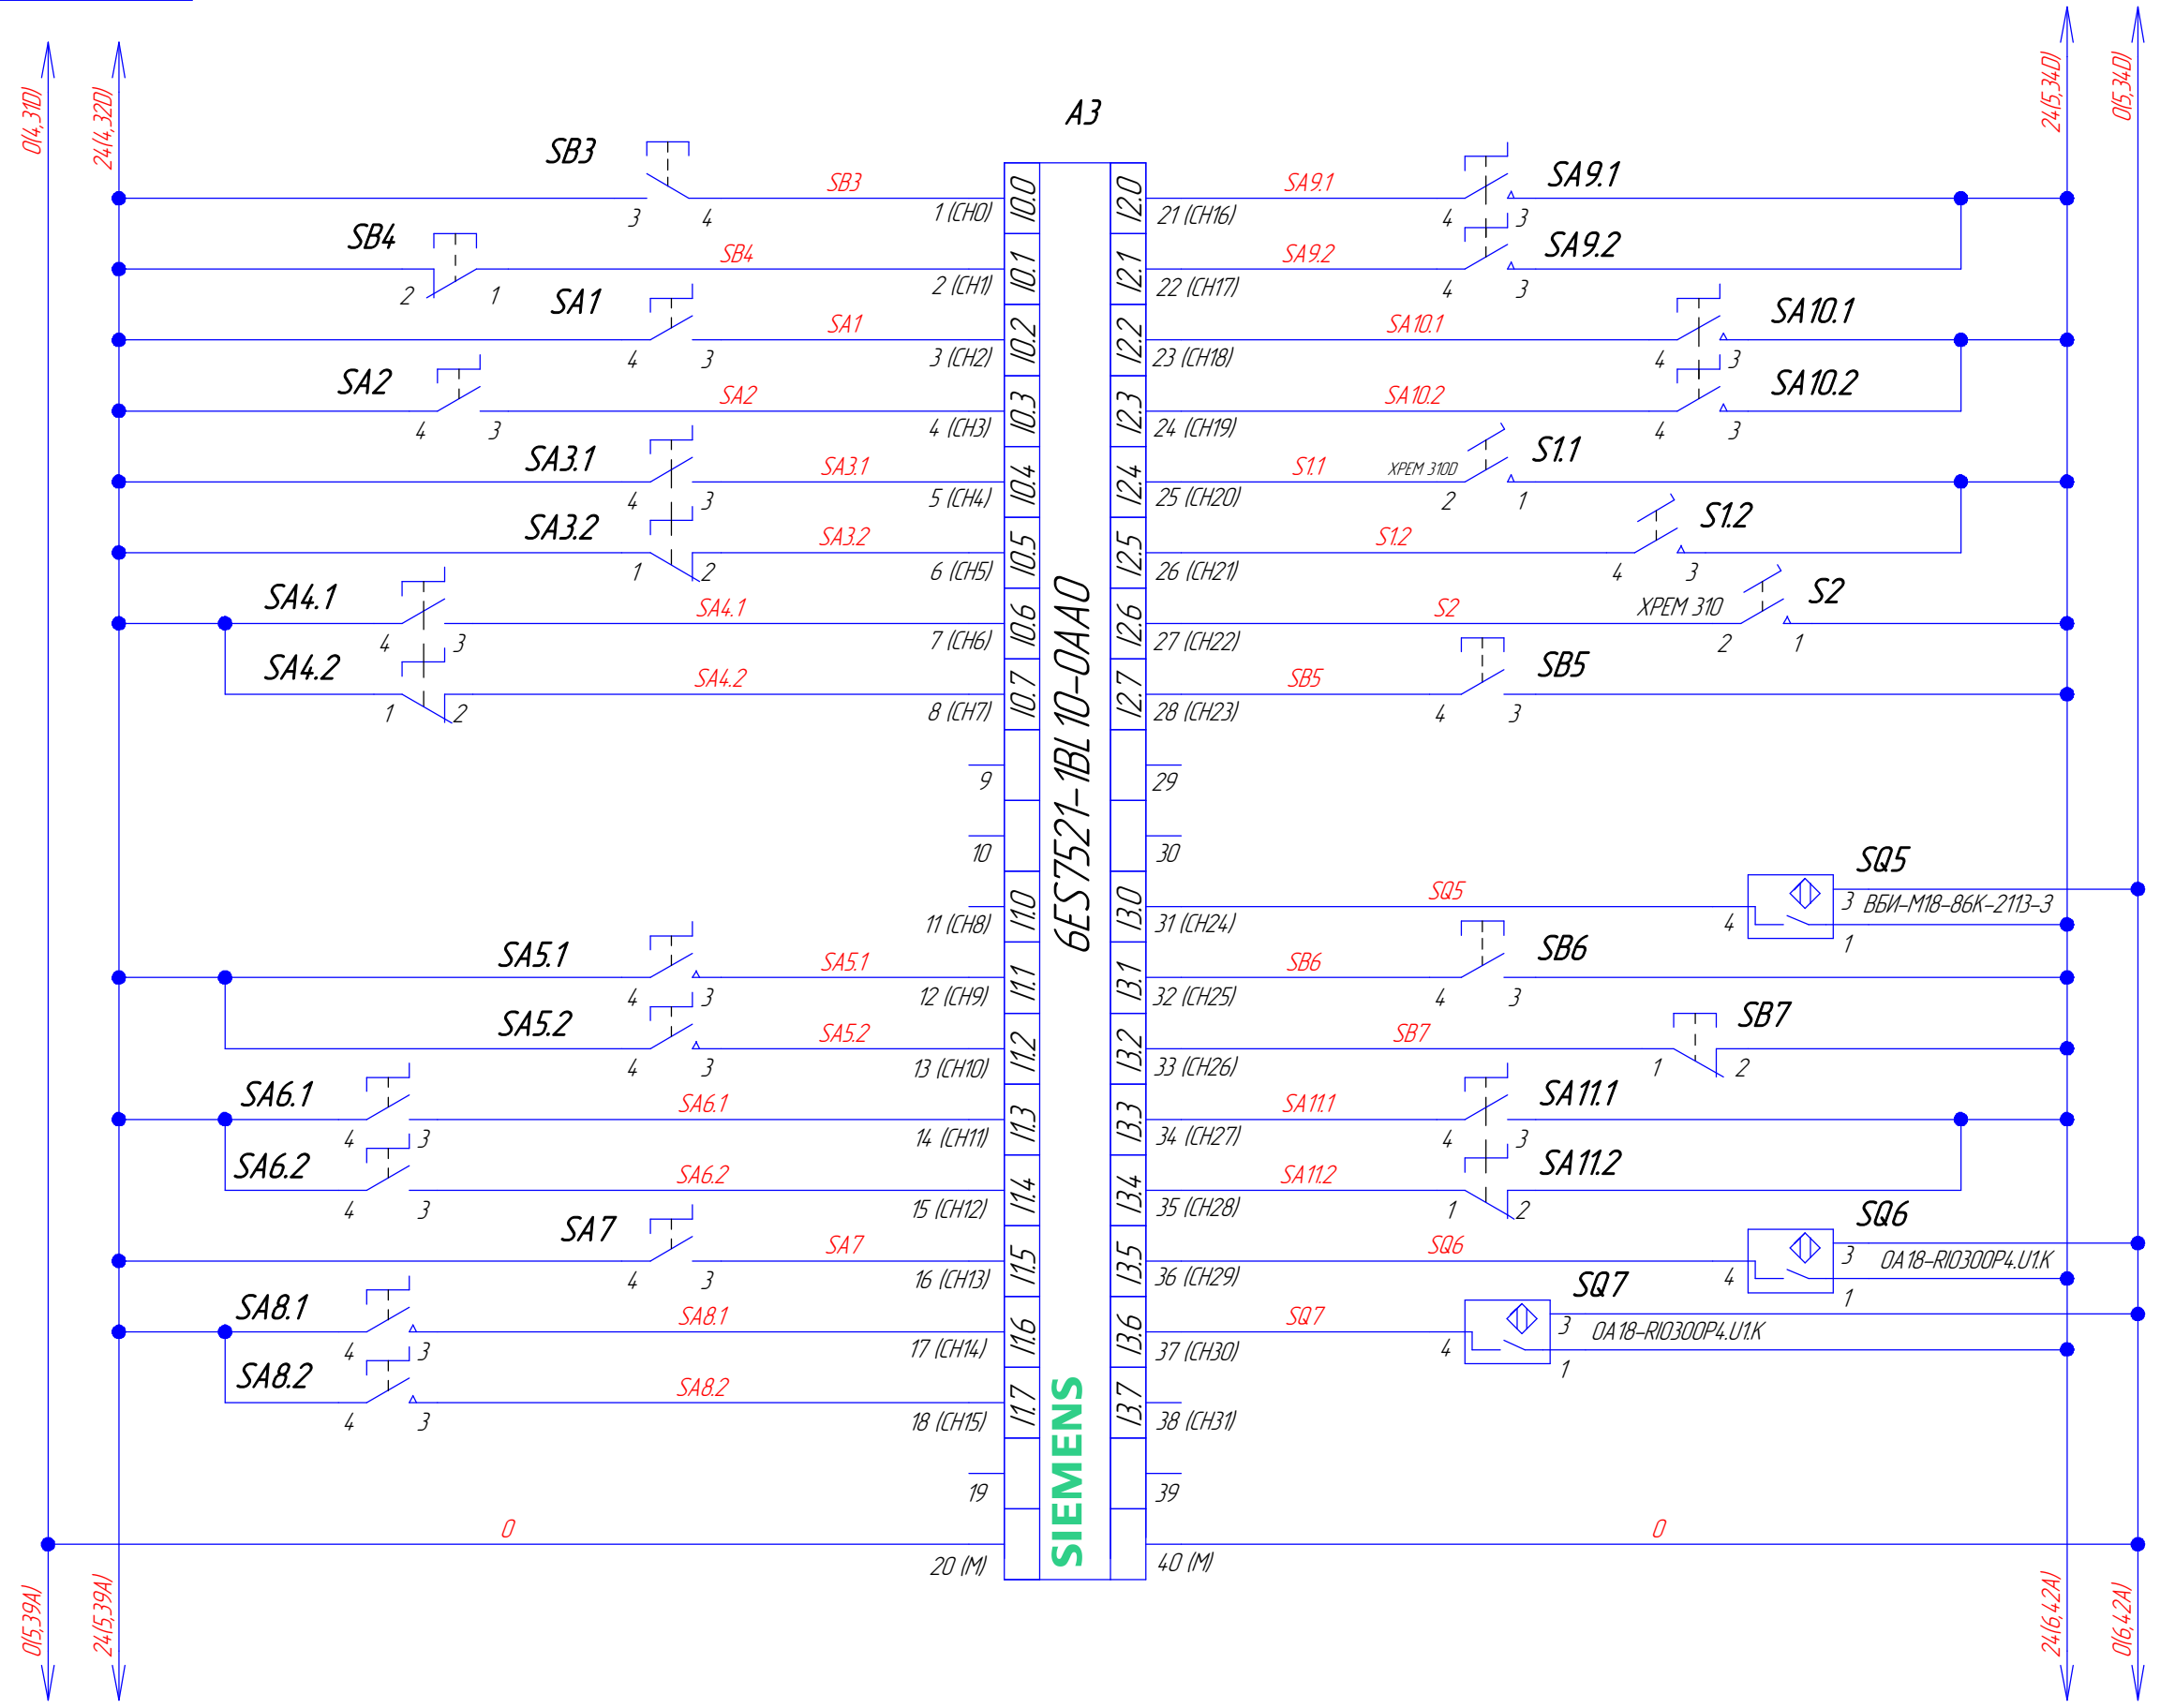 A3
0(4,31D)
24(4,32D)
24(5,34D)
0(5,34D)
SB3
SB3
3
4
1 (CH0)
I0.0
SB4
SB4
2
1
2 (CH1)
I0.1
SA1
SA1
4
3
3 (CH2)
I0.2
SA2
SA2
4
3
4 (CH3)
I0.3
SA3.1
SA3.1
4
3
5 (CH4)
I0.4
SA3.2
SA3.2
1
2
6 (CH5)
I0.5
SA4.1
SA4.1
4
3
7 (CH6)
I0.6
SA4.2
SA4.2
1
2
8 (CH7)
I0.7
9
10
11 (CH8)
I1.0
SA5.1
SA5.1
4
3
12 (CH9)
I1.1
SA5.2
SA5.2
4
3
13 (CH10)
I1.2
SA6.1
SA6.1
4
3
14 (CH11)
I1.3
SA6.2
SA6.2
4
3
15 (CH12)
I1.4
SA7
SA7
4
3
16 (CH13)
I1.5
SA8.1
SA8.1
4
3
17 (CH14)
I1.6
SA8.2
SA8.2
4
3
18 (CH15)
I1.7
19
0
20 (M)
6ES7521-1BL10-0AA0
SIEMENS
I2.0
21 (CH16)
SA9.1
4
3
SA9.1
I2.1
22 (CH17)
SA9.2
4
3
SA9.2
I2.2
23 (CH18)
SA10.1
4
3
SA10.1
I2.3
24 (CH19)
SA10.2
4
3
SA10.2
I2.4
25 (CH20)
S1.1
XPEM 310D
2
1
S1.1
I2.5
26 (CH21)
S1.2
4
3
S1.2
I2.6
27 (CH22)
S2
XPEM 310
2
1
S2
I2.7
28 (CH23)
SB5
4
3
SB5
29
30
I3.0
31 (CH24)
SQ5
SQ5
4
3
ВБИ-М18-86К-2113-З
1
I3.1
32 (CH25)
SB6
4
3
SB6
I3.2
33 (CH26)
SB7
1
2
SB7
I3.3
34 (CH27)
SA11.1
4
3
SA11.1
I3.4
35 (CH28)
SA11.2
1
2
SA11.2
I3.5
36 (CH29)
SQ6
SQ6
4
3
OA18-RIO300P4.U1.K
1
I3.6
37 (CH30)
SQ7
SQ7
4
3
OA18-RIO300P4.U1.K
1
I3.7
38 (CH31)
39
0
40 (M)
0(5,39A)
24(5,39A)
24(6,42A)
0(6,42A)